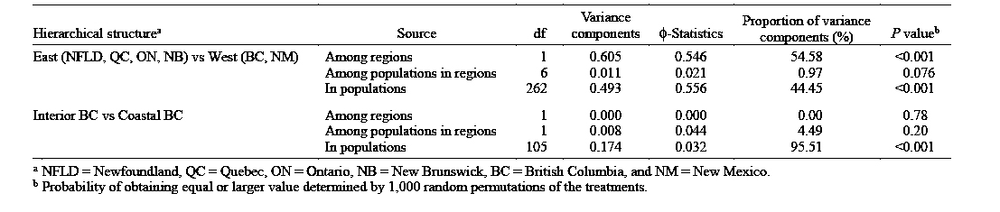 Hierarchical structureª Source df Variance components ϕ-Statistics Proportion of variance components (%) P valueᵇ
East (NFLD, QC, ON, NB) vs West (BC, NM) Among regions 1 0.605 0.546 54.58 <0.001
Among populations in regions 6 0.011 0.021 0.97 0.076
In populations 262 0.493 0.556 44.45 <0.001
Interior BC vs Coastal BC Among regions 1 0.000 0.000 0.00 0.78
Among populations in regions 1 0.008 0.044 4.49 0.20
In populations 105 0.174 0.032 95.51 <0.001
ª NFLD = Newfoundland, QC = Quebec, ON = Ontario, NB = New Brunswick, BC = British Columbia, and NM = New Mexico.
ᵇ Probability of obtaining equal or larger value determined by 1,000 random permutations of the treatments.